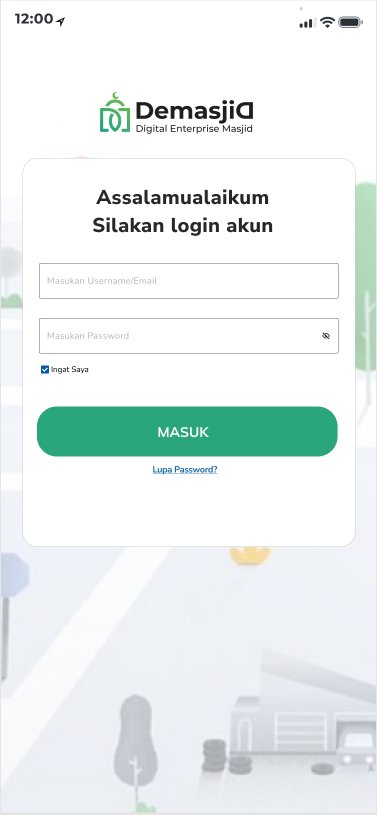 12:00
DemasjiD
Digital Enterprise Masjid
Assalamualaikum
Silakan login akun
Masukan Username/Email
Masukan Password
Ingat Saya
MASUK
Lupa Password?